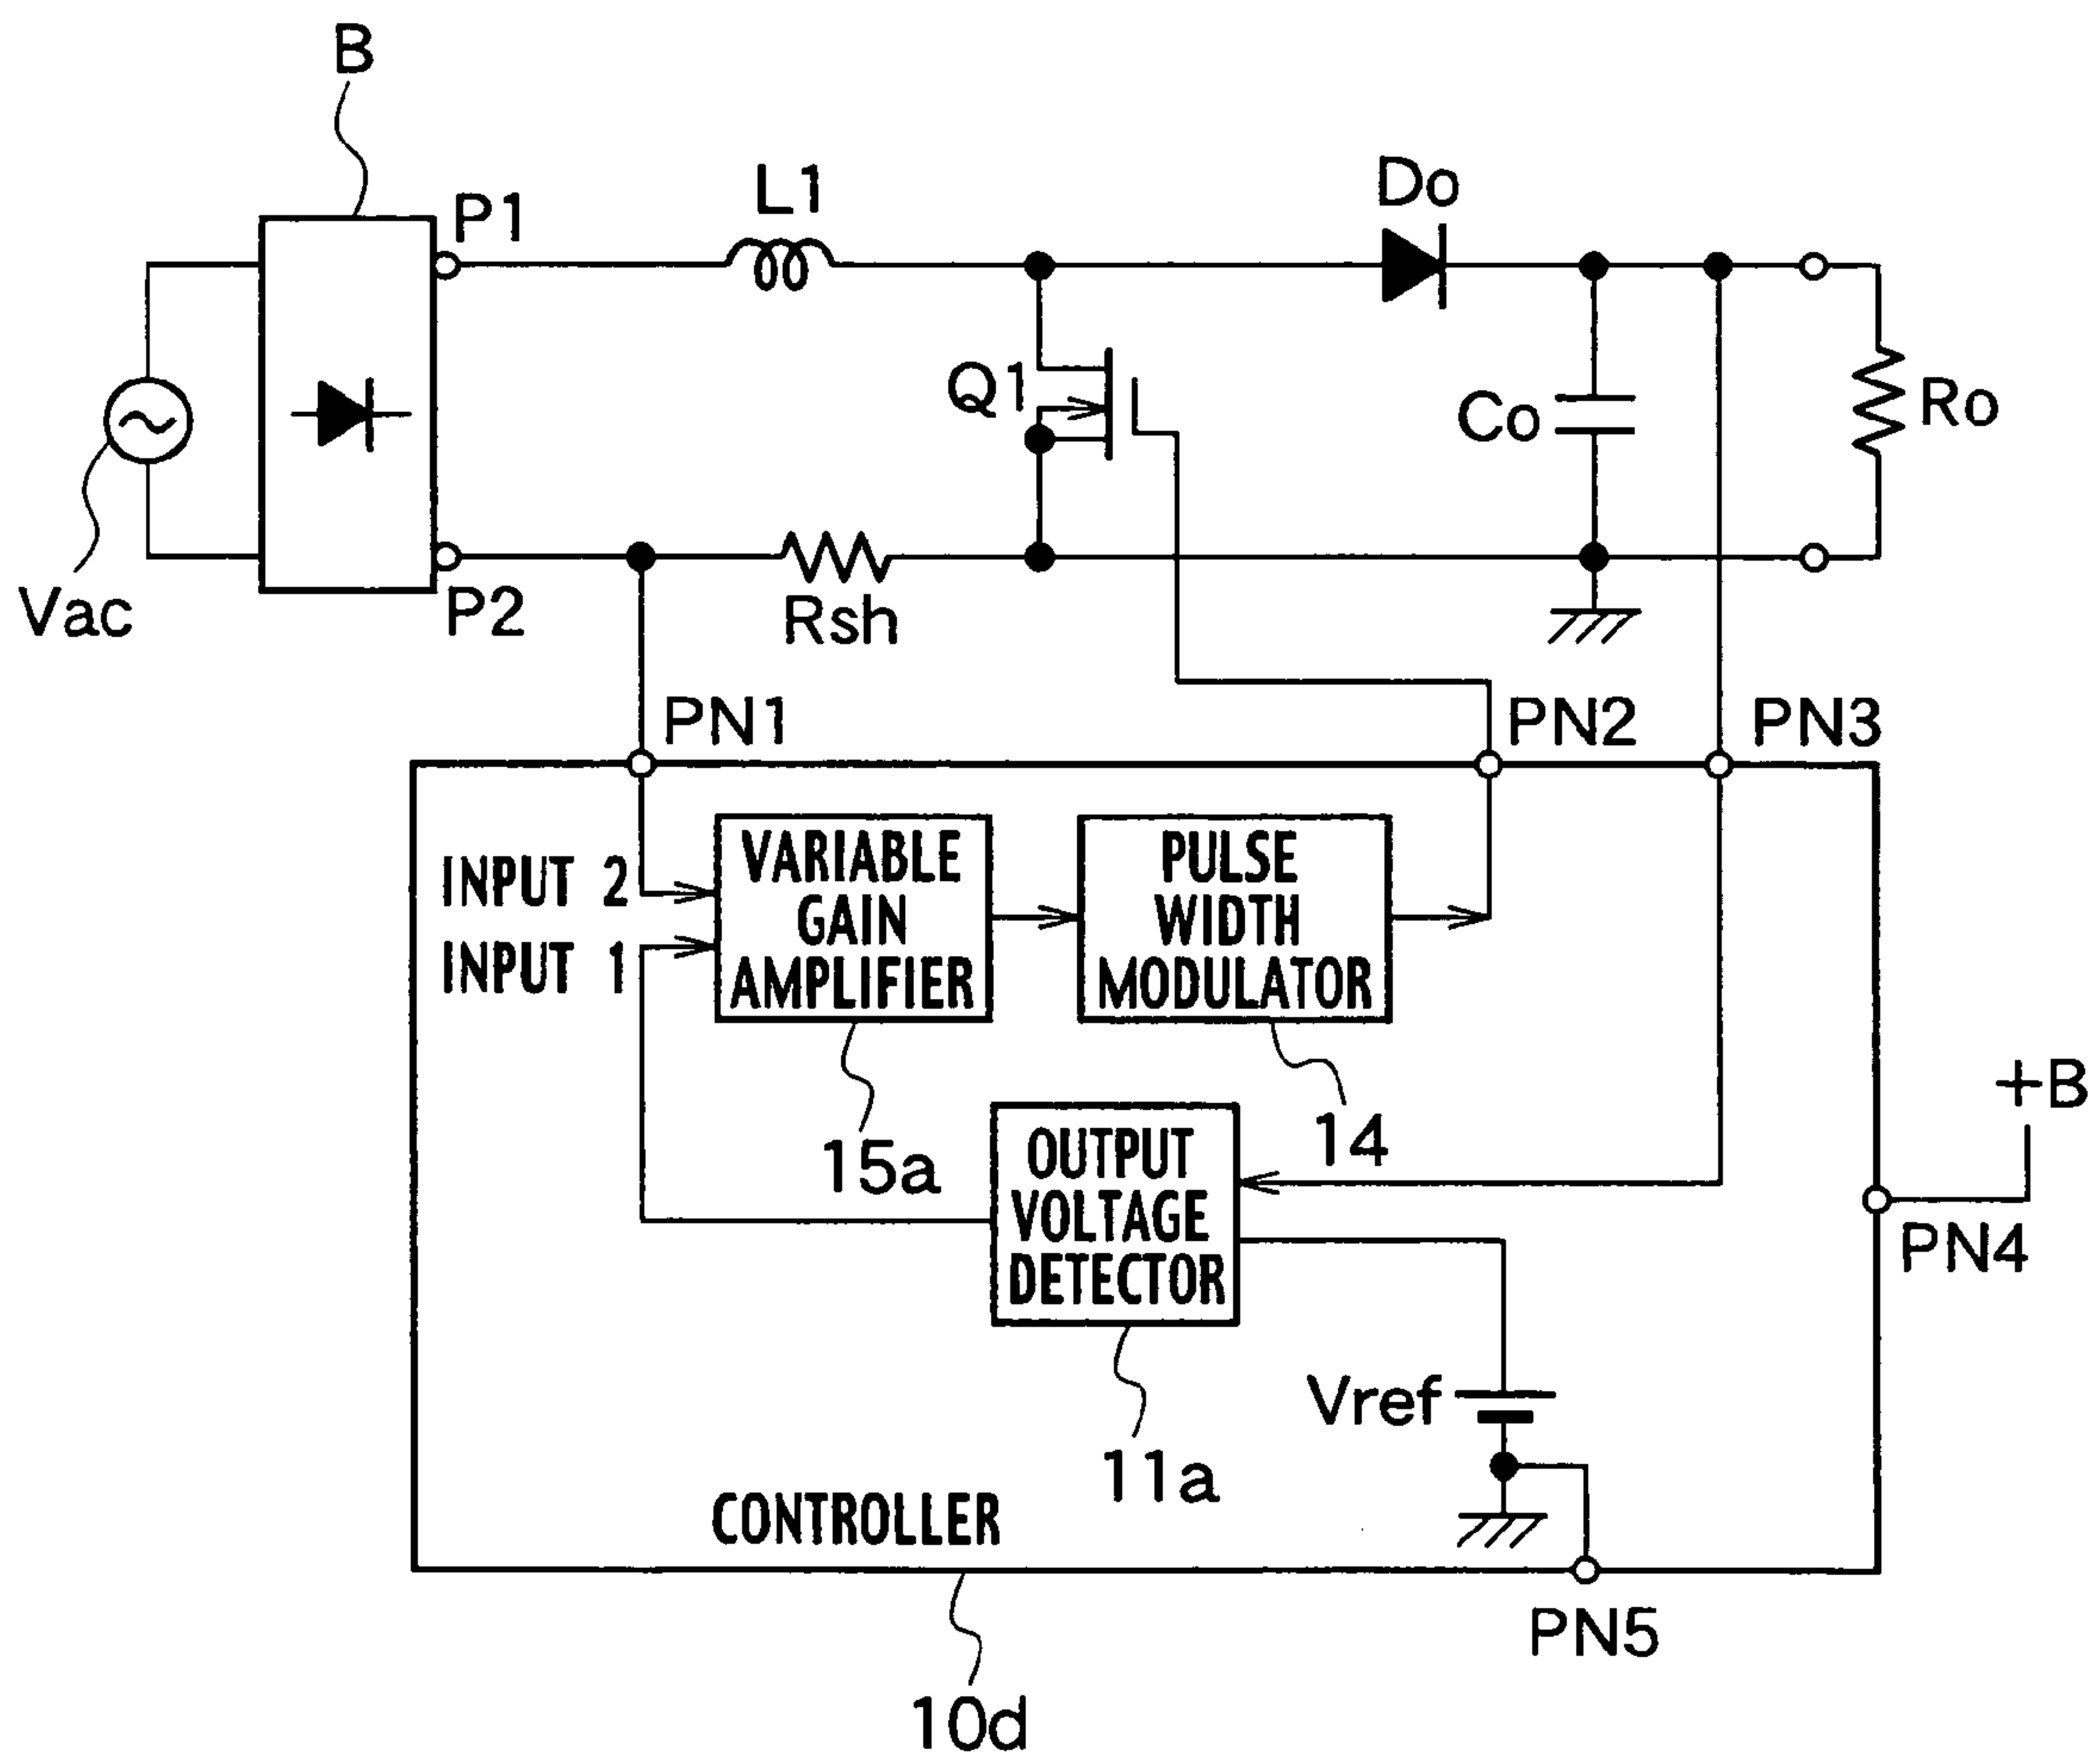 B
P1
L1
Do
Q1
Co
Ro
Vac
P2
Rsh
PN1
PN2
PN3
INPUT 2
INPUT 1
VARIABLE
GAIN
AMPLIFIER
PULSE
WIDTH
MODULATOR
15a
14
+B
OUTPUT
VOLTAGE
DETECTOR
PN4
Vref
11a
CONTROLLER
PN5
10d